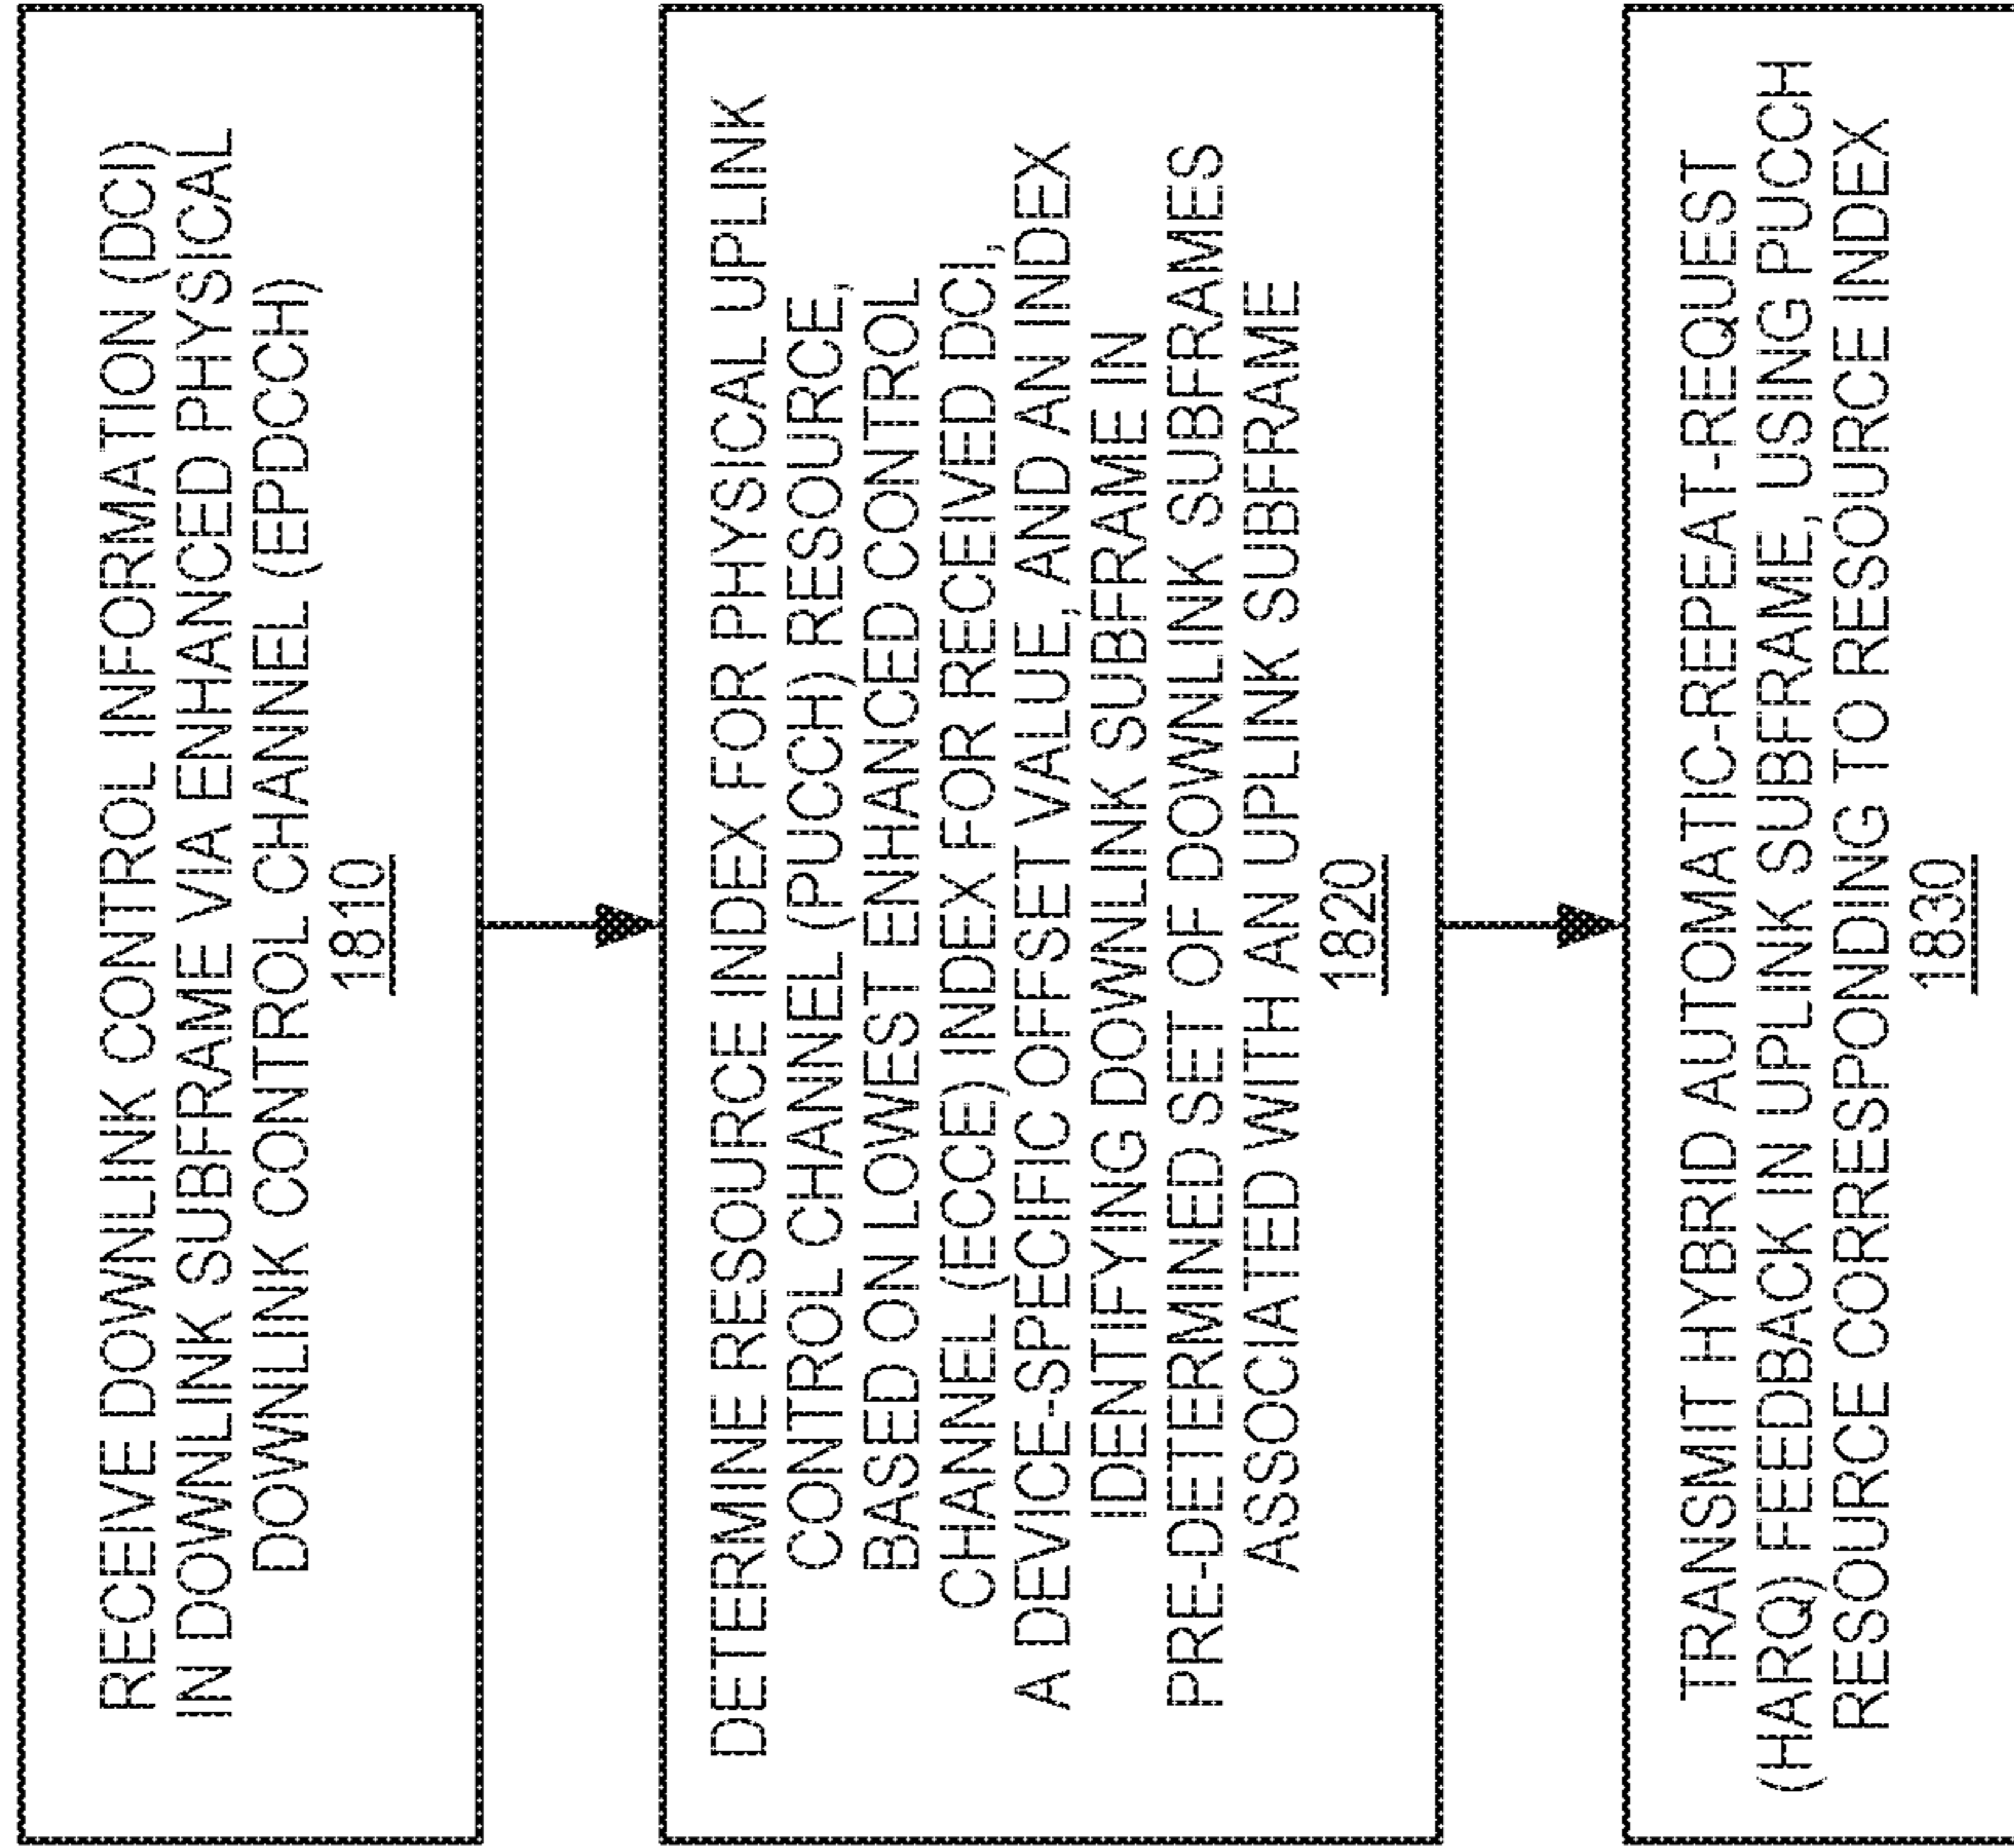 RECEIVE DOWNLINK CONTROL INFORMATION (DCI)
IN DOWNLINK SUBFRAME VIA ENHANCED PHYSICAL
DOWNLINK CONTROL CHANNEL (EPDCCH)
1810
DETERMINE RESOURCE INDEX FOR PHYSICAL UPLINK
CONTROL CHANNEL (PUCCH) RESOURCE,
BASED ON LOWEST ENHANCED CONTROL
CHANNEL (ECCE) INDEX FOR RECEIVED DCI,
A DEVICE-SPECIFIC OFFSET VALUE, AND AN INDEX
IDENTIFYING DOWNLINK SUBFRAME IN
PRE-DETERMINED SET OF DOWNLINK SUBFRAMES
ASSOCIATED WITH AN UPLINK SUBFRAME
1820
TRANSMIT HYBRID AUTOMATIC-REPEAT-REQUEST
(HARQ) FEEDBACK IN UPLINK SUBFRAME, USING PUCCH
RESOURCE CORRESPONDING TO RESOURCE INDEX
1830